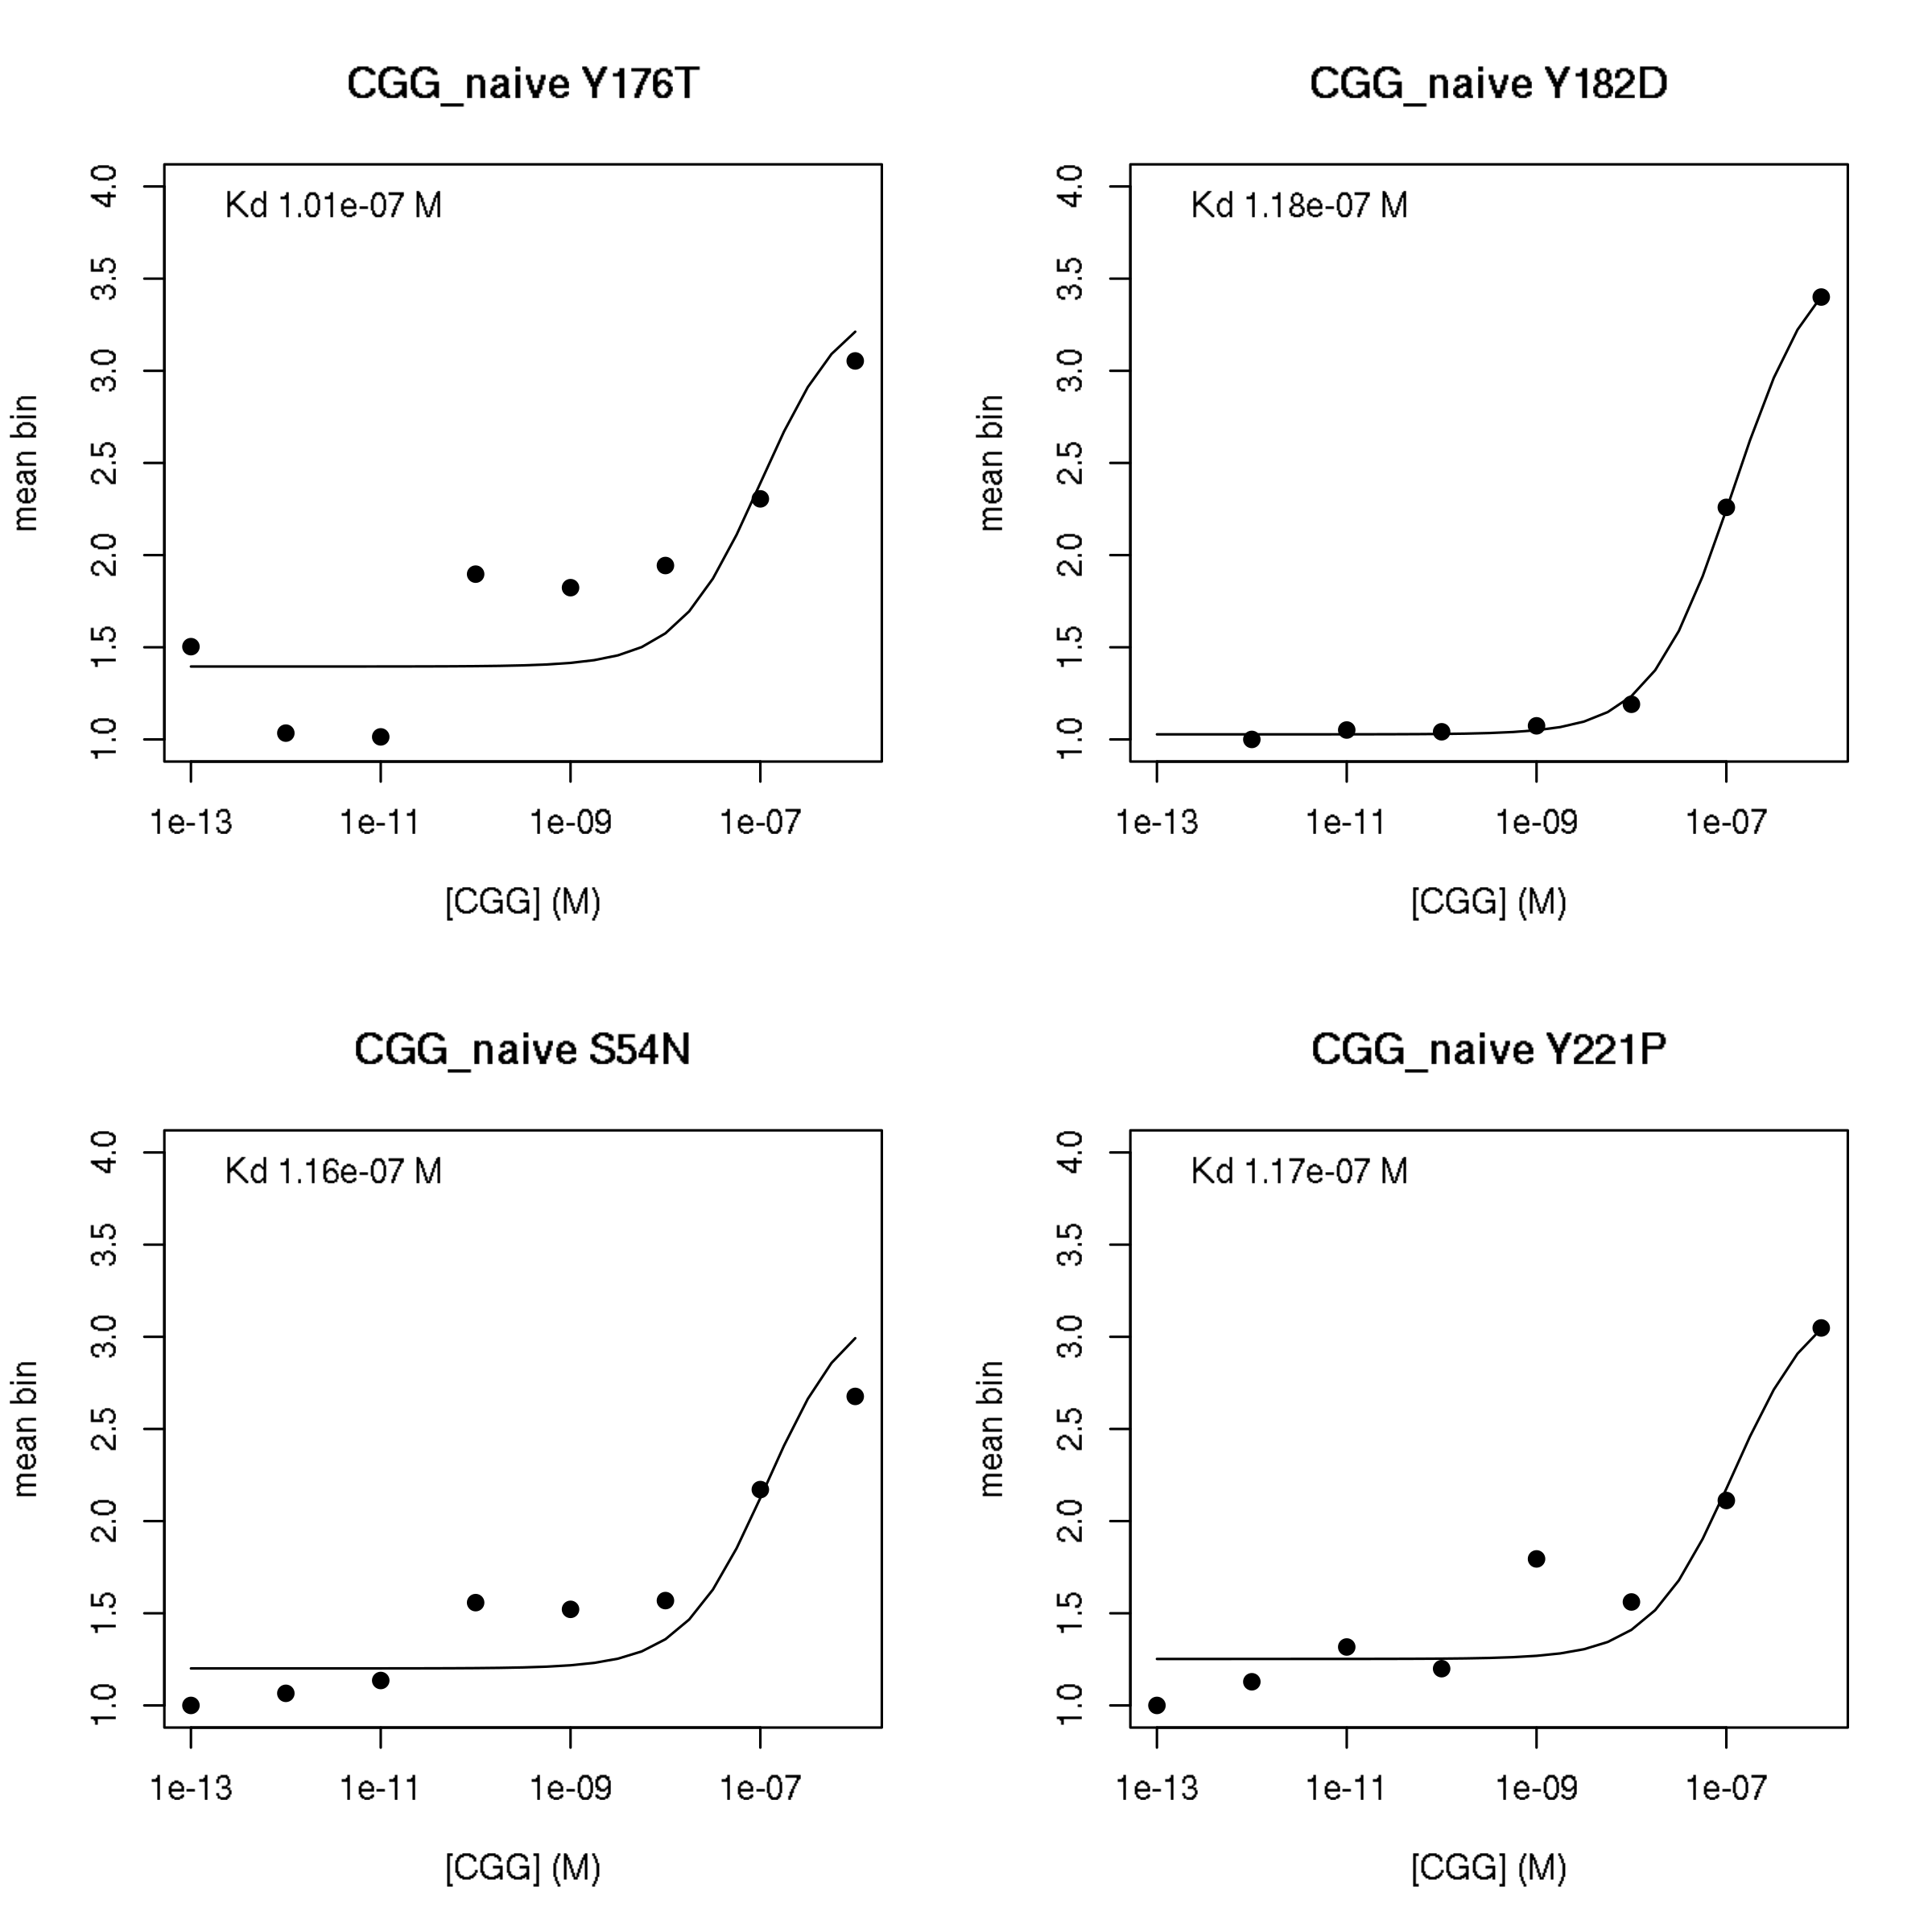 CGG_naive Y176T
Kd 1.01e-07 M
4.0
3.5
3.0
2.5
2.0
1.5
1.0
mean bin
1e-13 1e-11 1e-09 1e-07
[CGG] (M)
CGG_naive Y182D
Kd 1.18e-07 M
4.0
3.5
3.0
2.5
2.0
1.5
1.0
mean bin
1e-13 1e-11 1e-09 1e-07
[CGG] (M)
CGG_naive S54N
Kd 1.16e-07 M
4.0
3.5
3.0
2.5
2.0
1.5
1.0
mean bin
1e-13 1e-11 1e-09 1e-07
[CGG] (M)
CGG_naive Y221P
Kd 1.17e-07 M
4.0
3.5
3.0
2.5
2.0
1.5
1.0
mean bin
1e-13 1e-11 1e-09 1e-07
[CGG] (M)